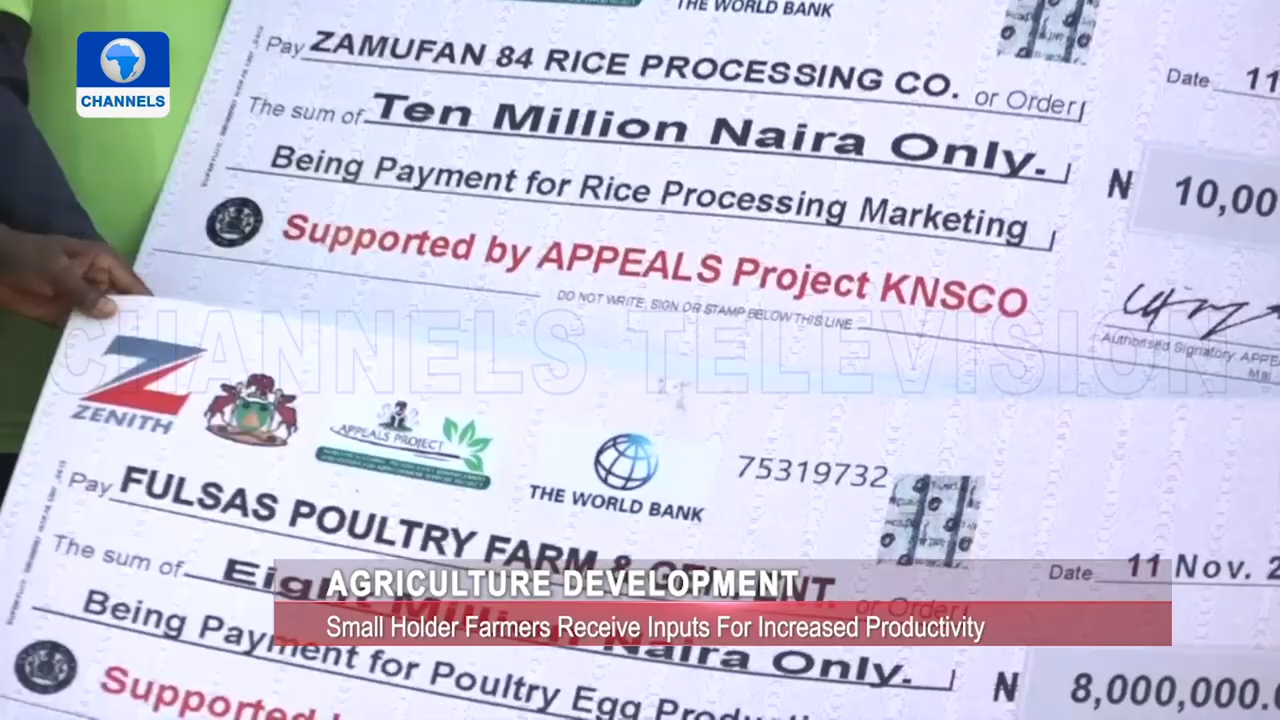 THE WORLD BANK
CHANNELS
Pay ZAMUFAN 84 RICE PROCESSING CO. or Order
Date 11
The sum of Ten Million Naira Only.
₦ 10,00
Being Payment for Rice Processing Marketing
Supported by APPEALS Project KNSCO
DO NOT WRITE, SIGN OR STAMP BELOW THIS LINE
Authorised Signatory APPE
CHANNELS TELEVISION
ZENITH
APPEALS PROJECT
THE WORLD BANK
75319732
Pay FULSAS POULTRY FARM & or Order
Date 11 Nov. 2
The sum of Eight Million Naira Only.
₦ 8,000,000.
Being Payment for Poultry Egg
Supported
AGRICULTURE DEVELOPMENT
Small Holder Farmers Receive Inputs For Increased Productivity